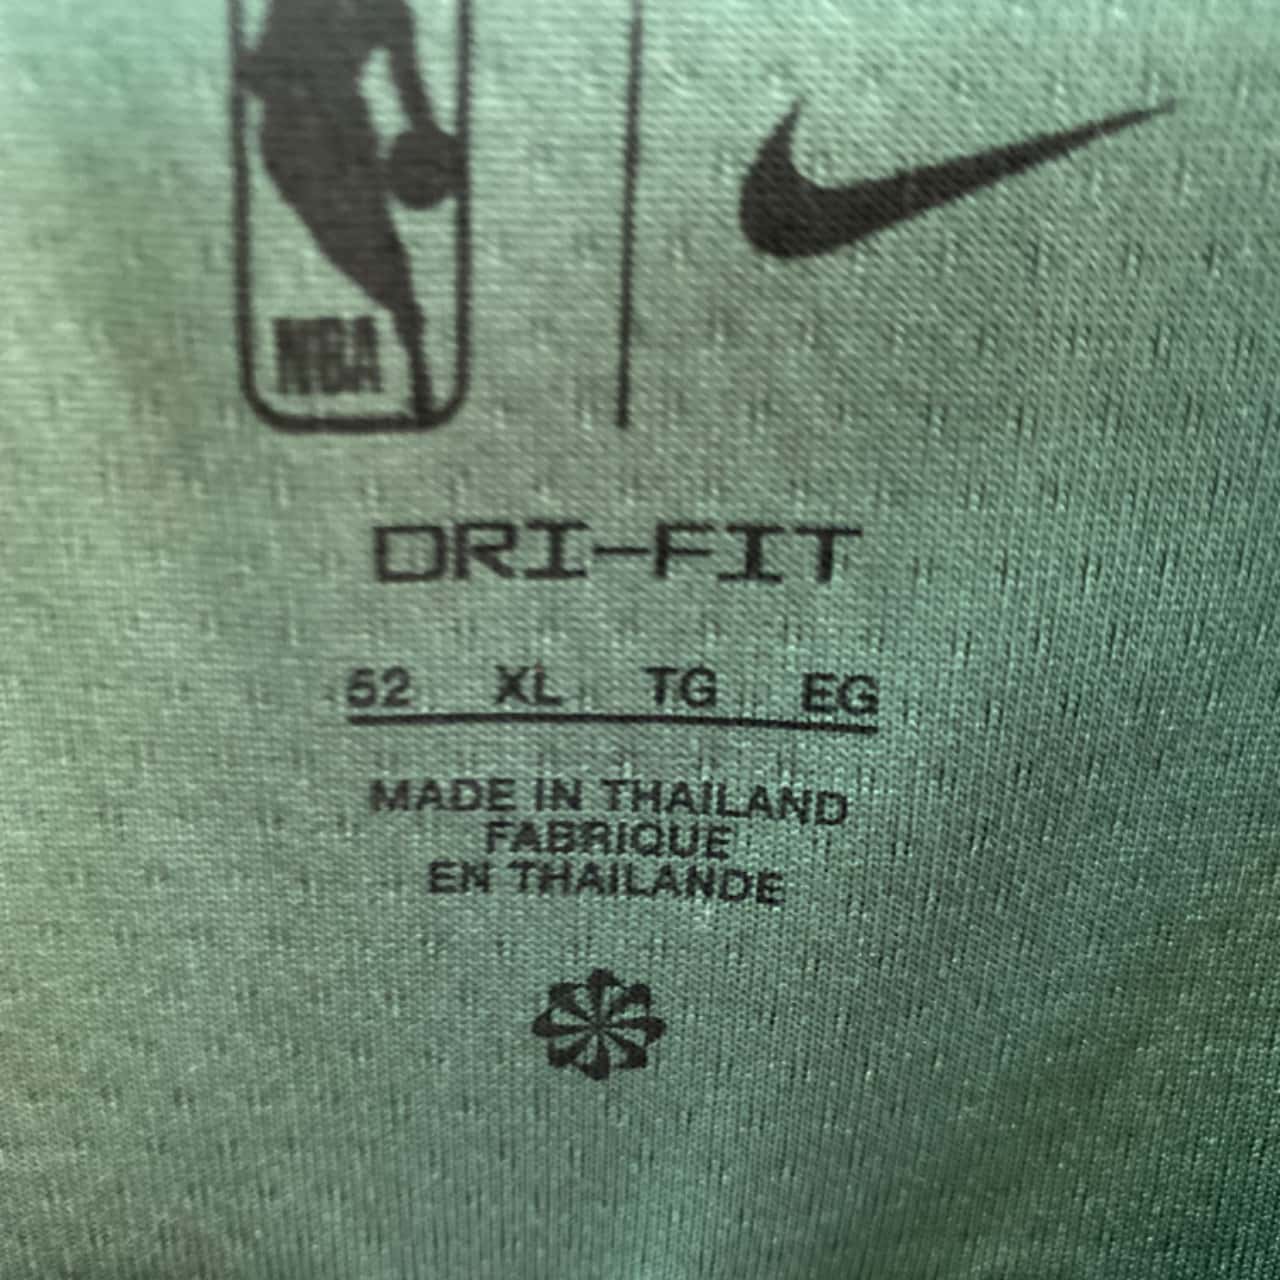 NBA
DRI-FIT
52 XL TG EG
MADE IN THAILAND
FABRIQUE
EN THAILANDE